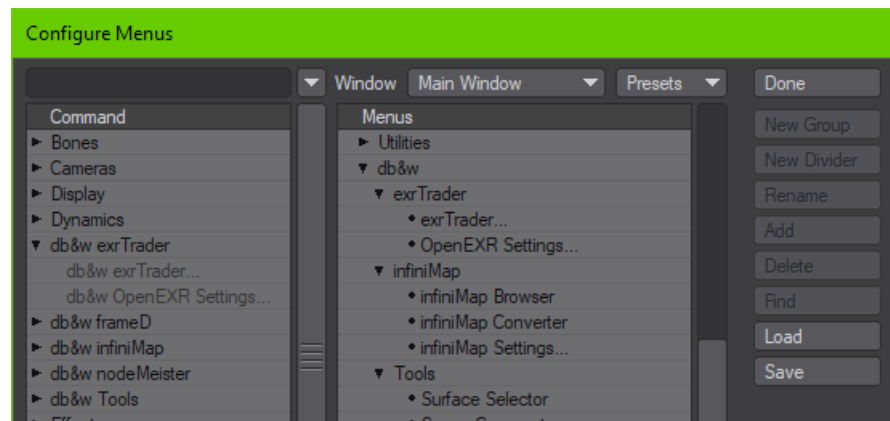 Configure Menus
Window Main Window Presets Done
Command Menus
New Group
Bones
Utilities
Cameras
db&w
New Divider
Display
exrTrader
Rename
Dynamics
exrTrader...
Add
db&w exrTrader
OpenEXR Settings...
db&w exrTrader...
infiniMap
Delete
db&w OpenEXR Settings...
infiniMap Browser
Find
db&w frameD
infiniMap Converter
Load
db&w infiniMap
infiniMap Settings...
db&w nodeMeister
Tools
Save
db&w Tools
Surface Selector